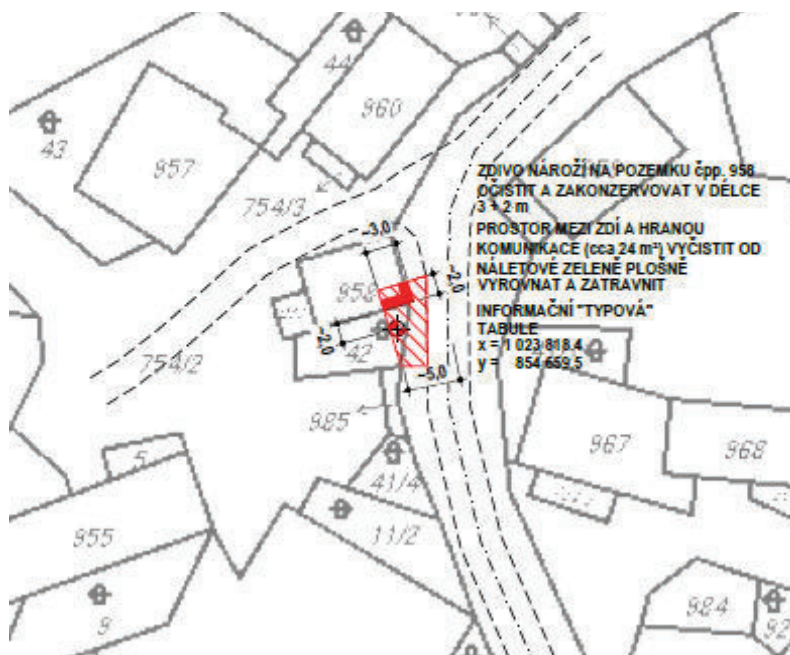 44
960
43
957
754/3
ZDIVO NÁROŽÍ NA POZEMKU čpp. 958
OČISTIT A ZAKONZERVOVAT V DÉLCE
3 + 2 m
PROSTOR MEZI ZDÍ A HRANOU
KOMUNIKACE (cca 24 m²) VYČISTIT OD
NÁLETOVÉ ZELENĚ PLOŠNĚ
VYROVNAT A ZATRAVNIT
INFORMAČNÍ "TYPOVÁ"
TABULE
x = 1 023 818,4
y = 854 659,5
~3,0
~2,0
958
~2,0
42
754/2
~5,0
985
967
968
5
41/4
955
11/2
9
984
92